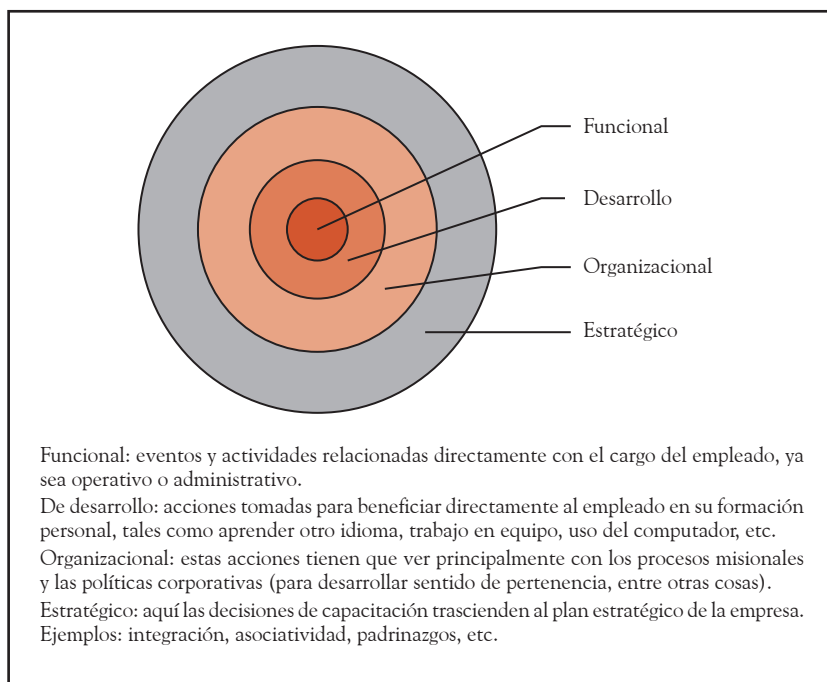 Funcional
Desarrollo
Organizacional
Estratégico
Funcional: eventos y actividades relacionadas directamente con el cargo del empleado, ya
sea operativo o administrativo.
De desarrollo: acciones tomadas para beneficiar directamente al empleado en su formación
personal, tales como aprender otro idioma, trabajo en equipo, uso del computador, etc.
Organizacional: estas acciones tienen que ver principalmente con los procesos misionales
y las políticas corporativas (para desarrollar sentido de pertenencia, entre otras cosas).
Estratégico: aquí las decisiones de capacitación trascienden al plan estratégico de la empresa.
Ejemplos: integración, asociatividad, padrinazgos, etc.